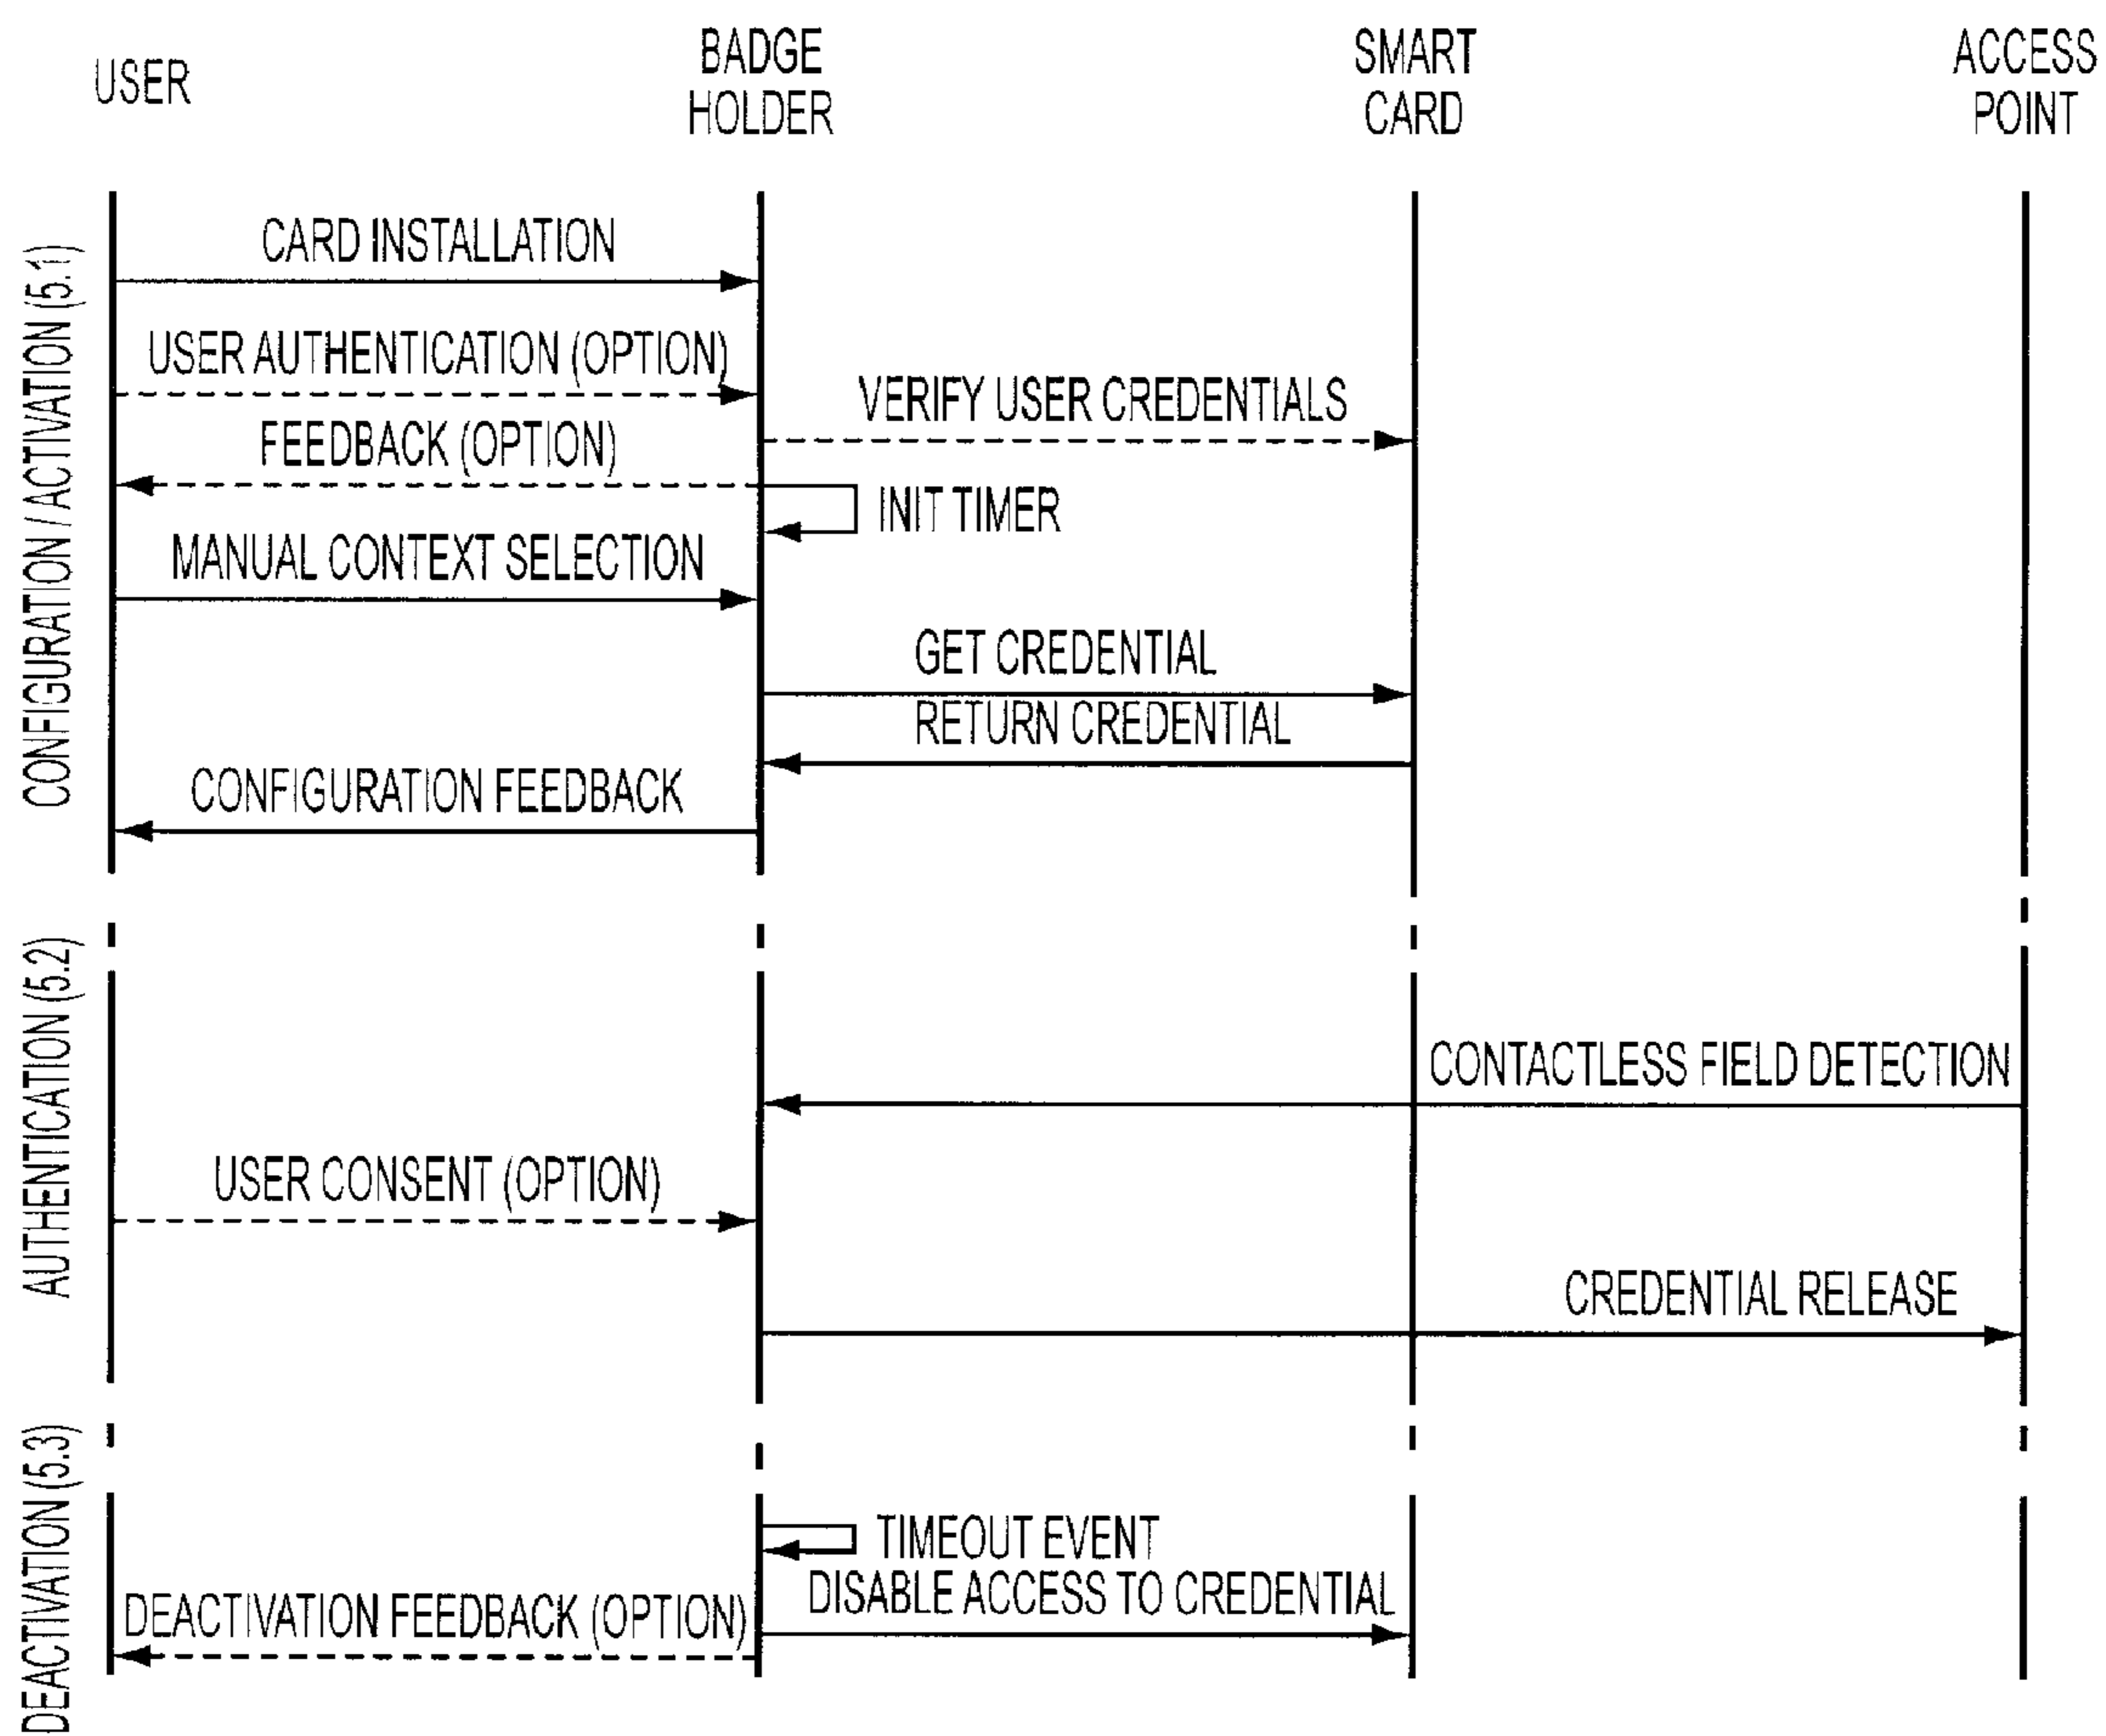 USER
BADGE
HOLDER
SMART
CARD
ACCESS
POINT
CONFIGURATION / ACTIVATION (5.1)
CARD INSTALLATION
USER AUTHENTICATION (OPTION)
VERIFY USER CREDENTIALS
FEEDBACK (OPTION)
INIT TIMER
MANUAL CONTEXT SELECTION
GET CREDENTIAL
RETURN CREDENTIAL
CONFIGURATION FEEDBACK
AUTHENTICATION (5.2)
CONTACTLESS FIELD DETECTION
USER CONSENT (OPTION)
CREDENTIAL RELEASE
DEACTIVATION (5.3)
TIMEOUT EVENT
DISABLE ACCESS TO CREDENTIAL
DEACTIVATION FEEDBACK (OPTION)